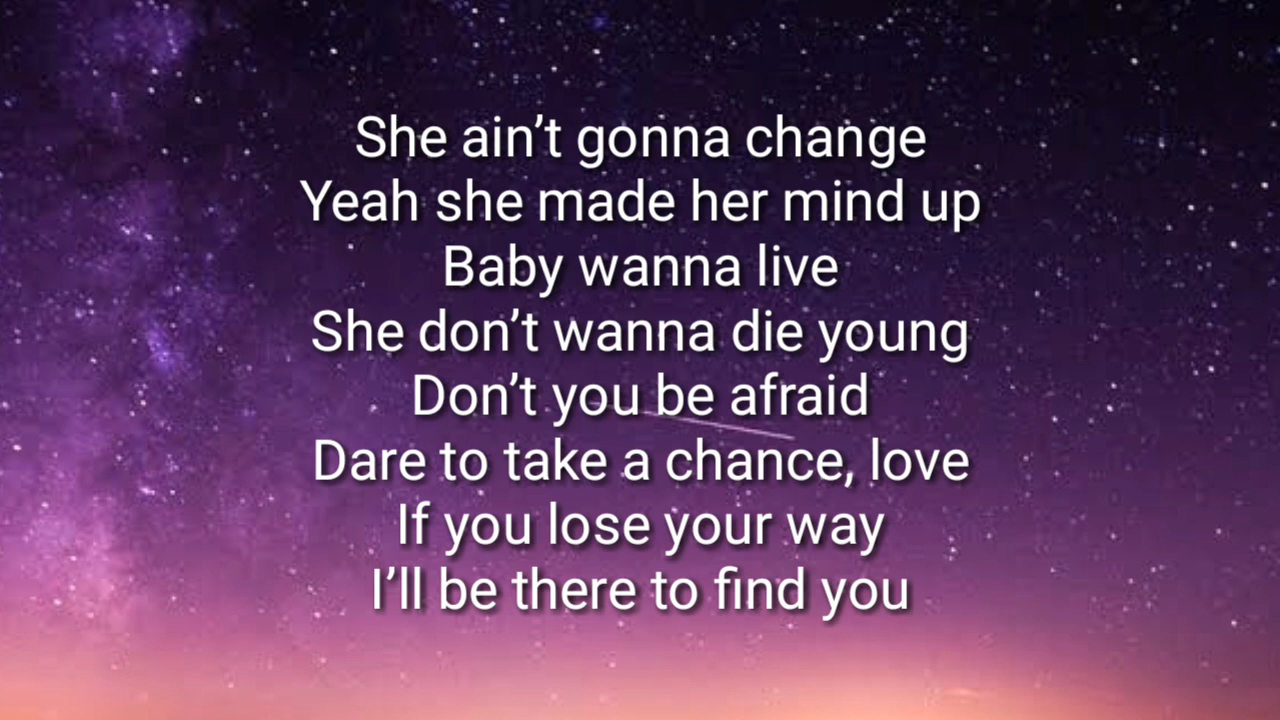 She ain’t gonna change
Yeah she made her mind up
Baby wanna live
She don’t wanna die young
Don’t you be afraid
Dare to take a chance, love
If you lose your way
I’ll be there to find you